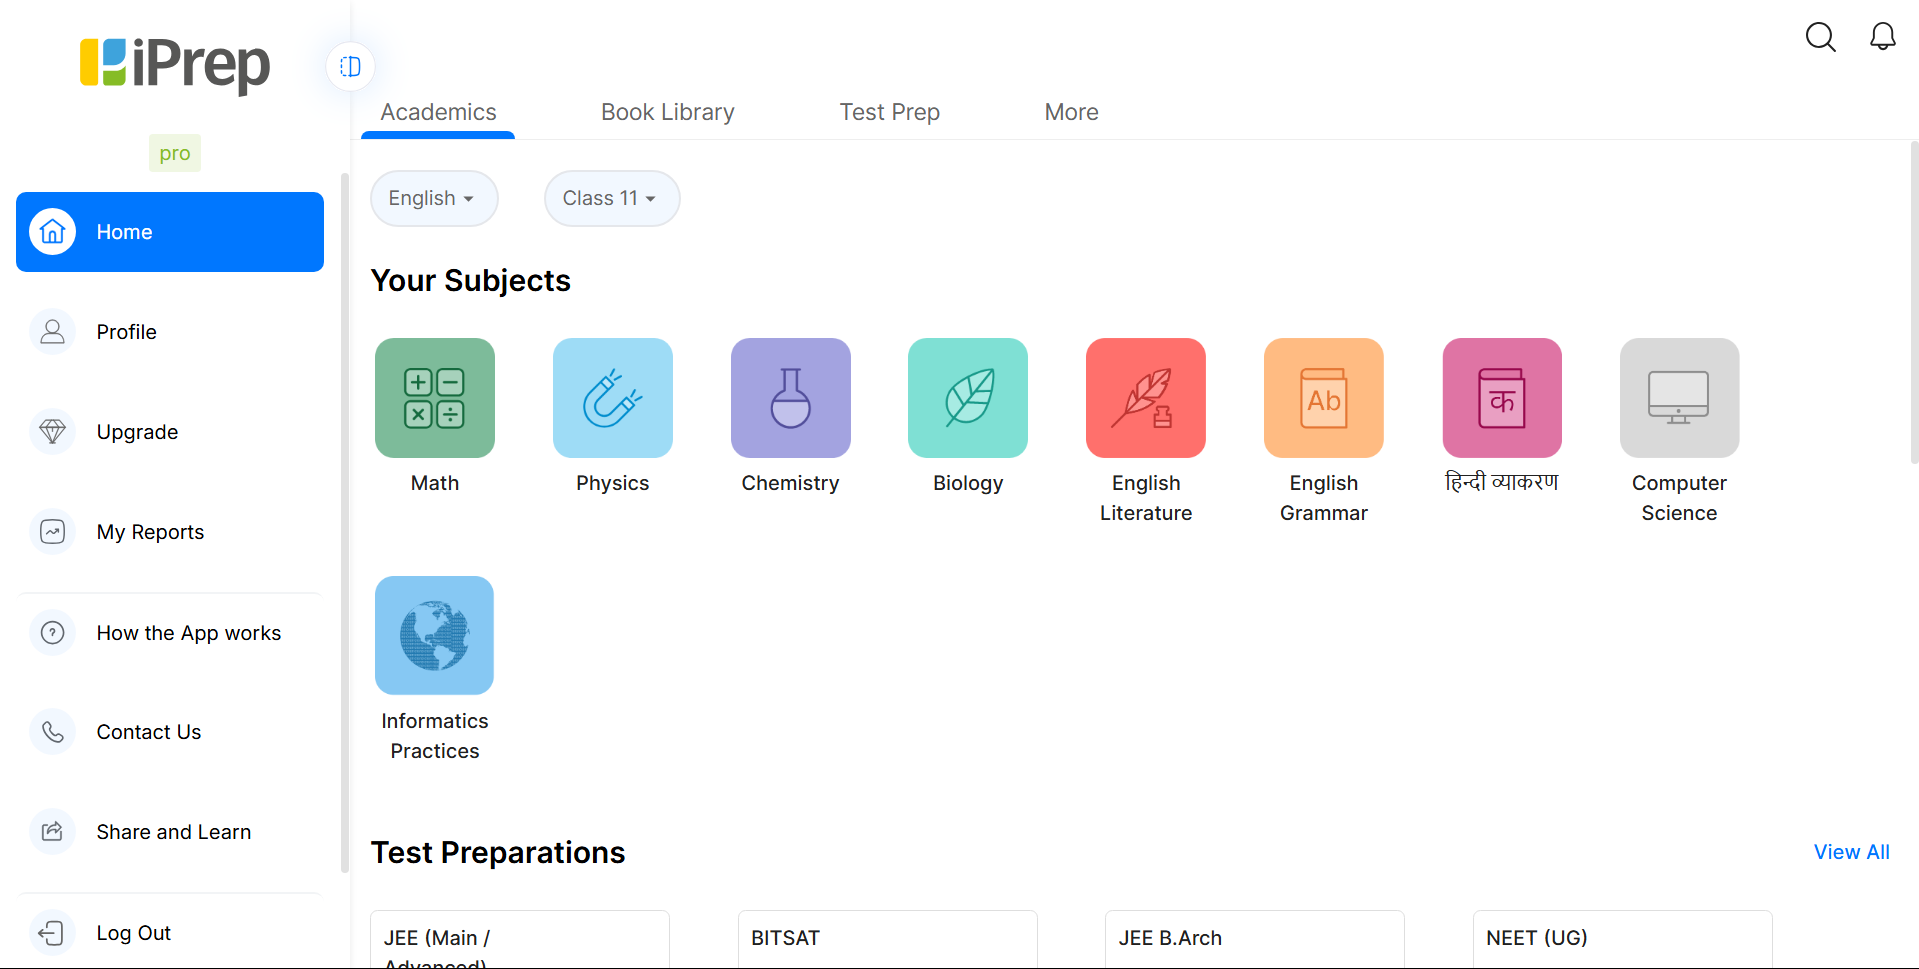 iPrep
pro
Home
Profile
Upgrade
My Reports
How the App works
Contact Us
Share and Learn
Log Out
Academics
Book Library
Test Prep
More
English
Class 11
Your Subjects
Math
Physics
Chemistry
Biology
English
Literature
Ab
English
Grammar
क
हिन्दी व्याकरण
Computer
Science
Informatics
Practices
Test Preparations
View All
JEE (Main /
Advanced)
BITSAT
JEE B.Arch
NEET (UG)